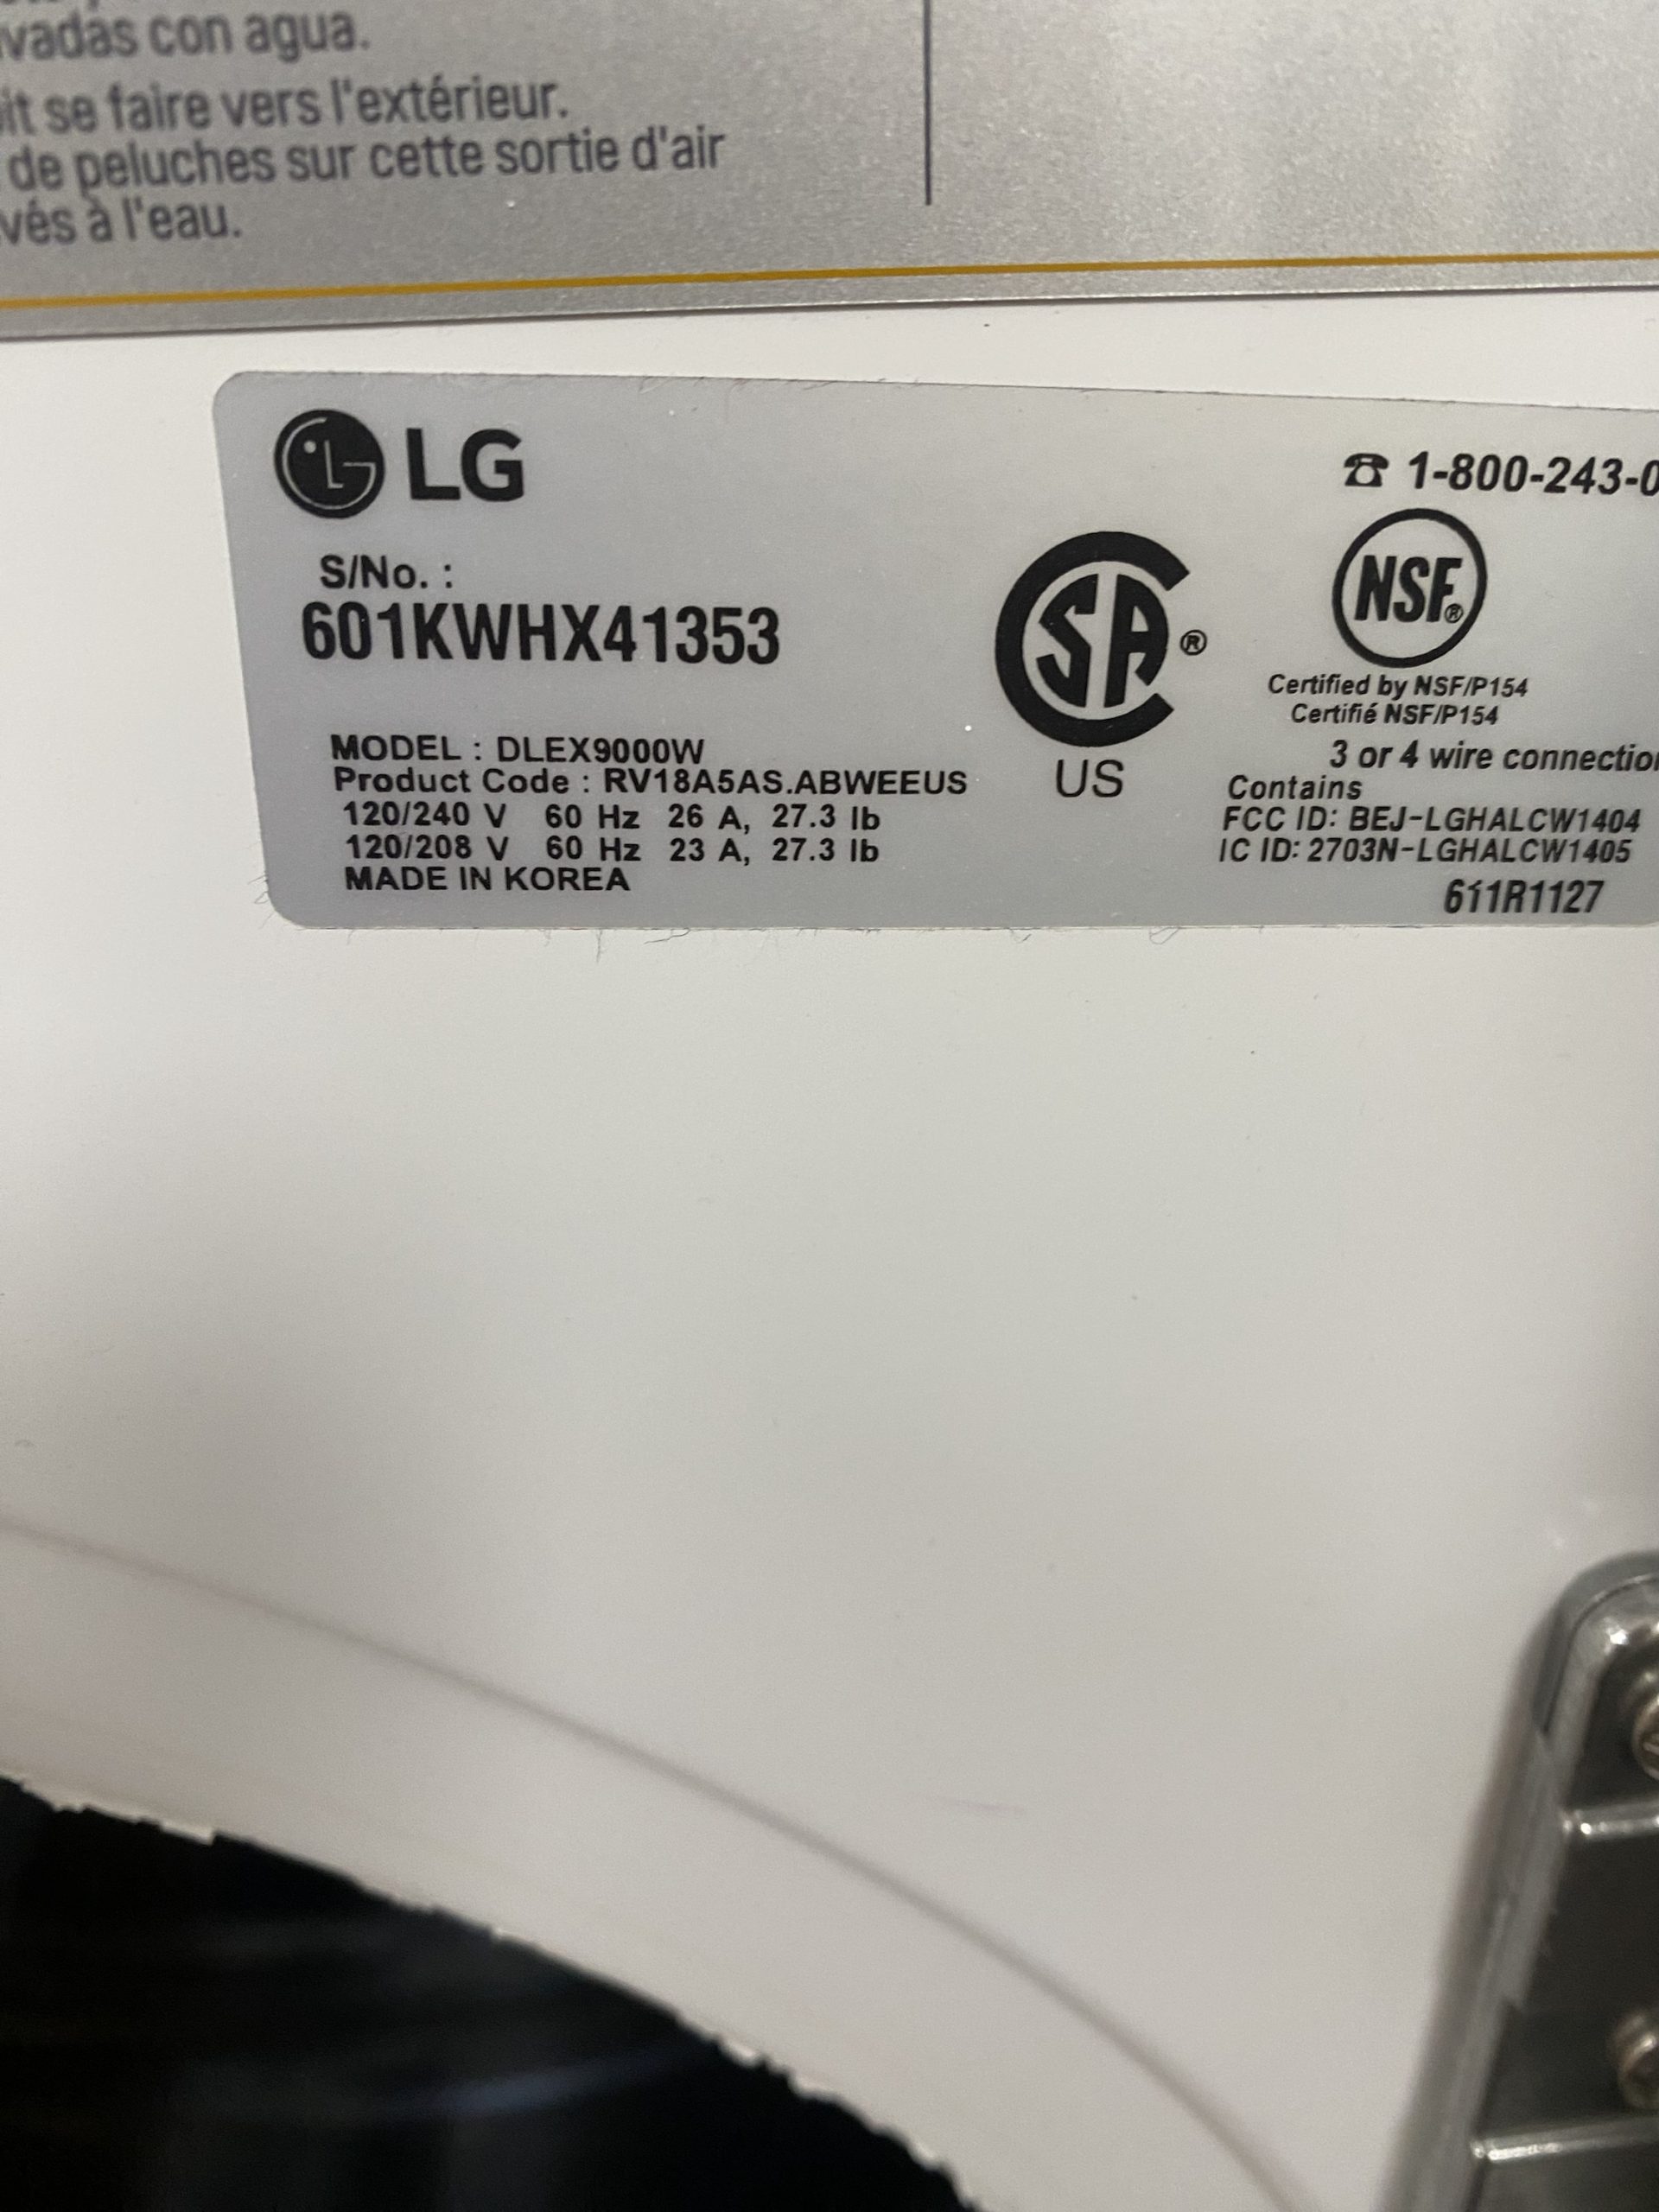 vadas con agua.
it se faire vers l'extérieur.
de peluches sur cette sortie d'air
vés à l'eau.
LG LG
1-800-243-0
S/No. :
601KWHX41353
SA ®
US
NSF®
Certified by NSF/P154
Certifié NSF/P154
MODEL : DLEX9000W
Product Code : RV18A5AS.ABWEEUS
120/240 V 60 Hz 26 A, 27.3 lb
120/208 V 60 Hz 23 A, 27.3 lb
MADE IN KOREA
3 or 4 wire connection
Contains
FCC ID: BEJ-LGHALCW1404
IC ID: 2703N-LGHALCW1405
611R1127